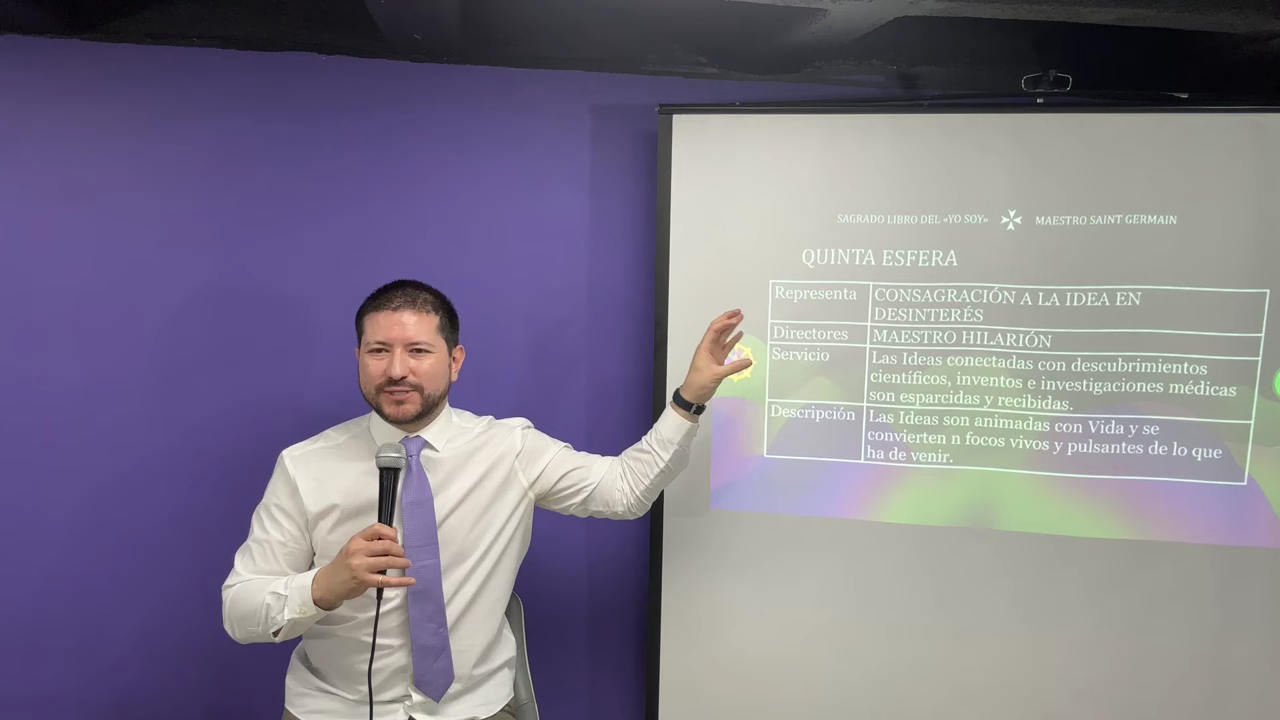 SAGRADO LIBRO DEL «YO SOY» MAESTRO SAINT GERMAIN
QUINTA ESFERA
Representa CONSAGRACIÓN A LA IDEA EN
DESINTERÉS
Directores MAESTRO HILARIÓN
Servicio Las Ideas conectadas con descubrimientos
científicos, inventos e investigaciones médicas
son esparcidas y recibidas.
Descripción Las Ideas son animadas con Vida y se
convierten n focos vivos y pulsantes de lo que
ha de venir.